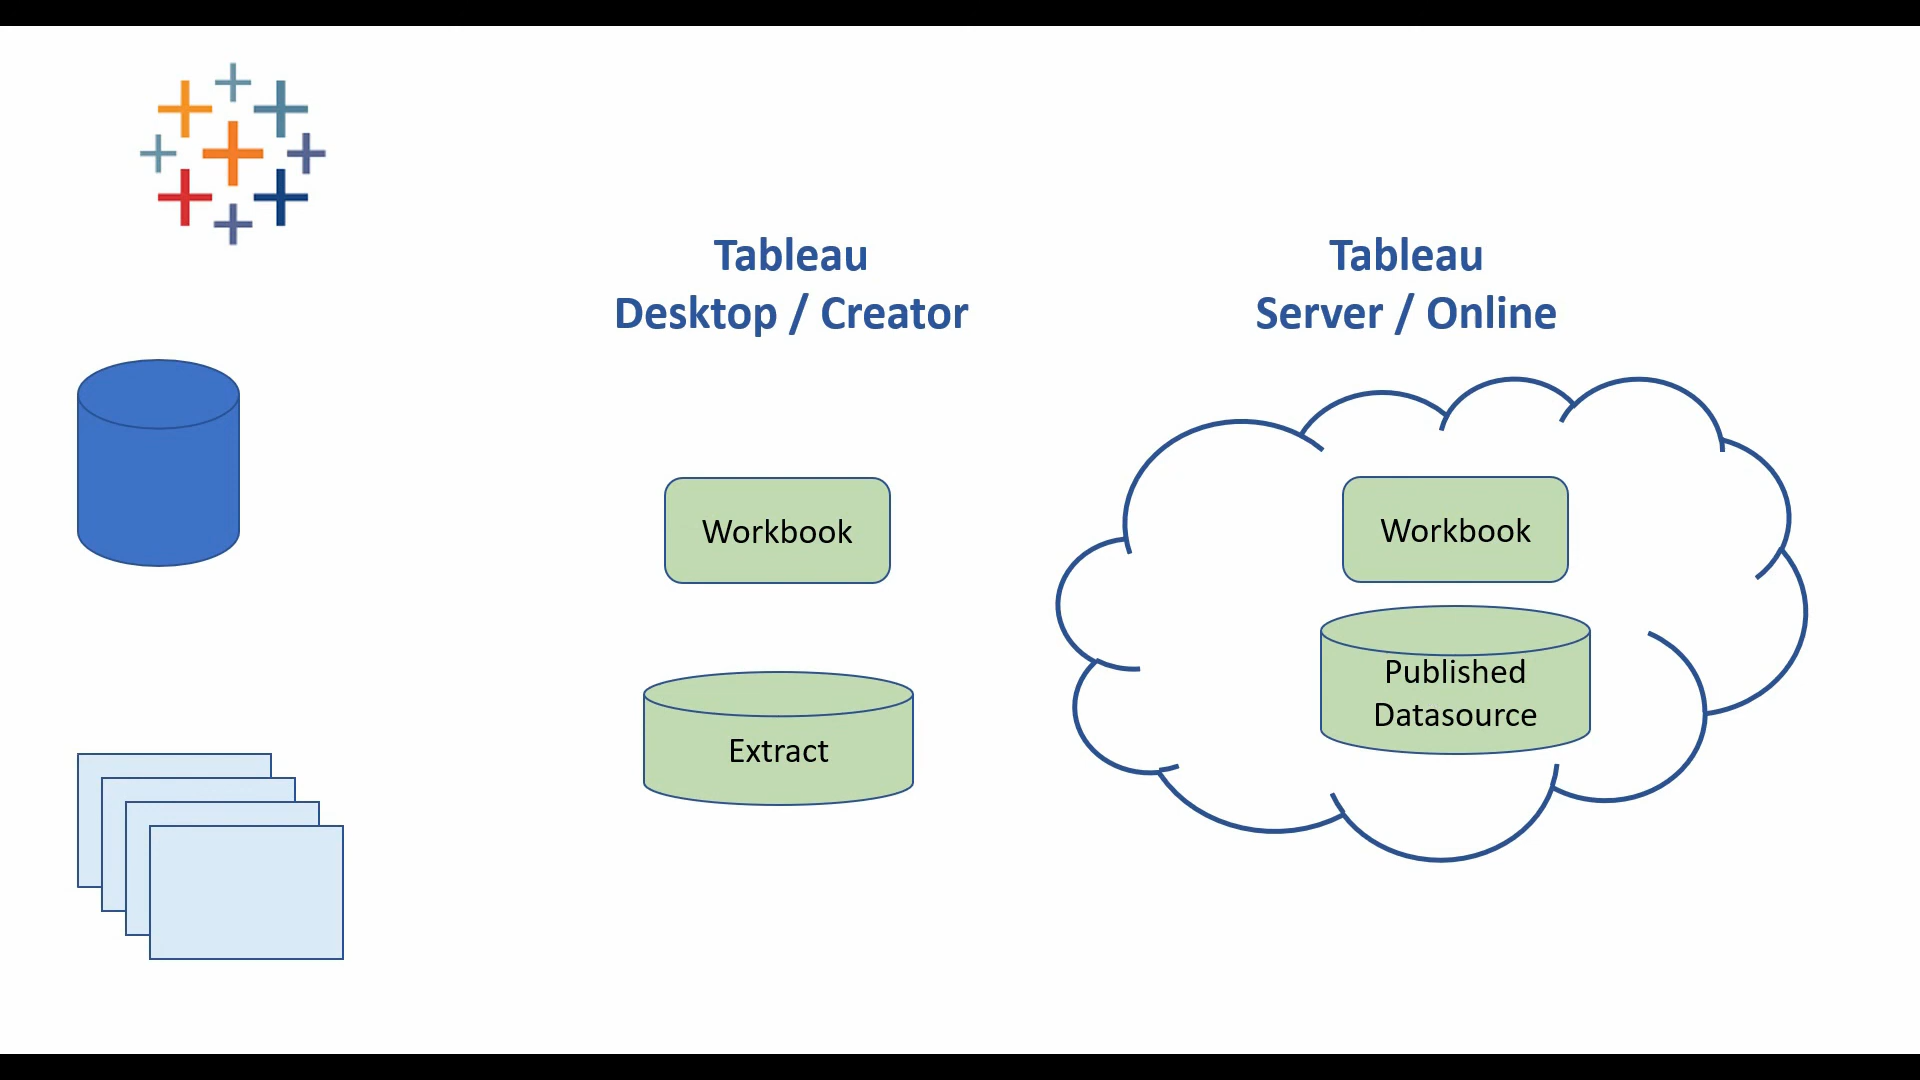 Tableau
Desktop / Creator
Tableau
Server / Online
Workbook
Extract
Workbook
Published
Datasource